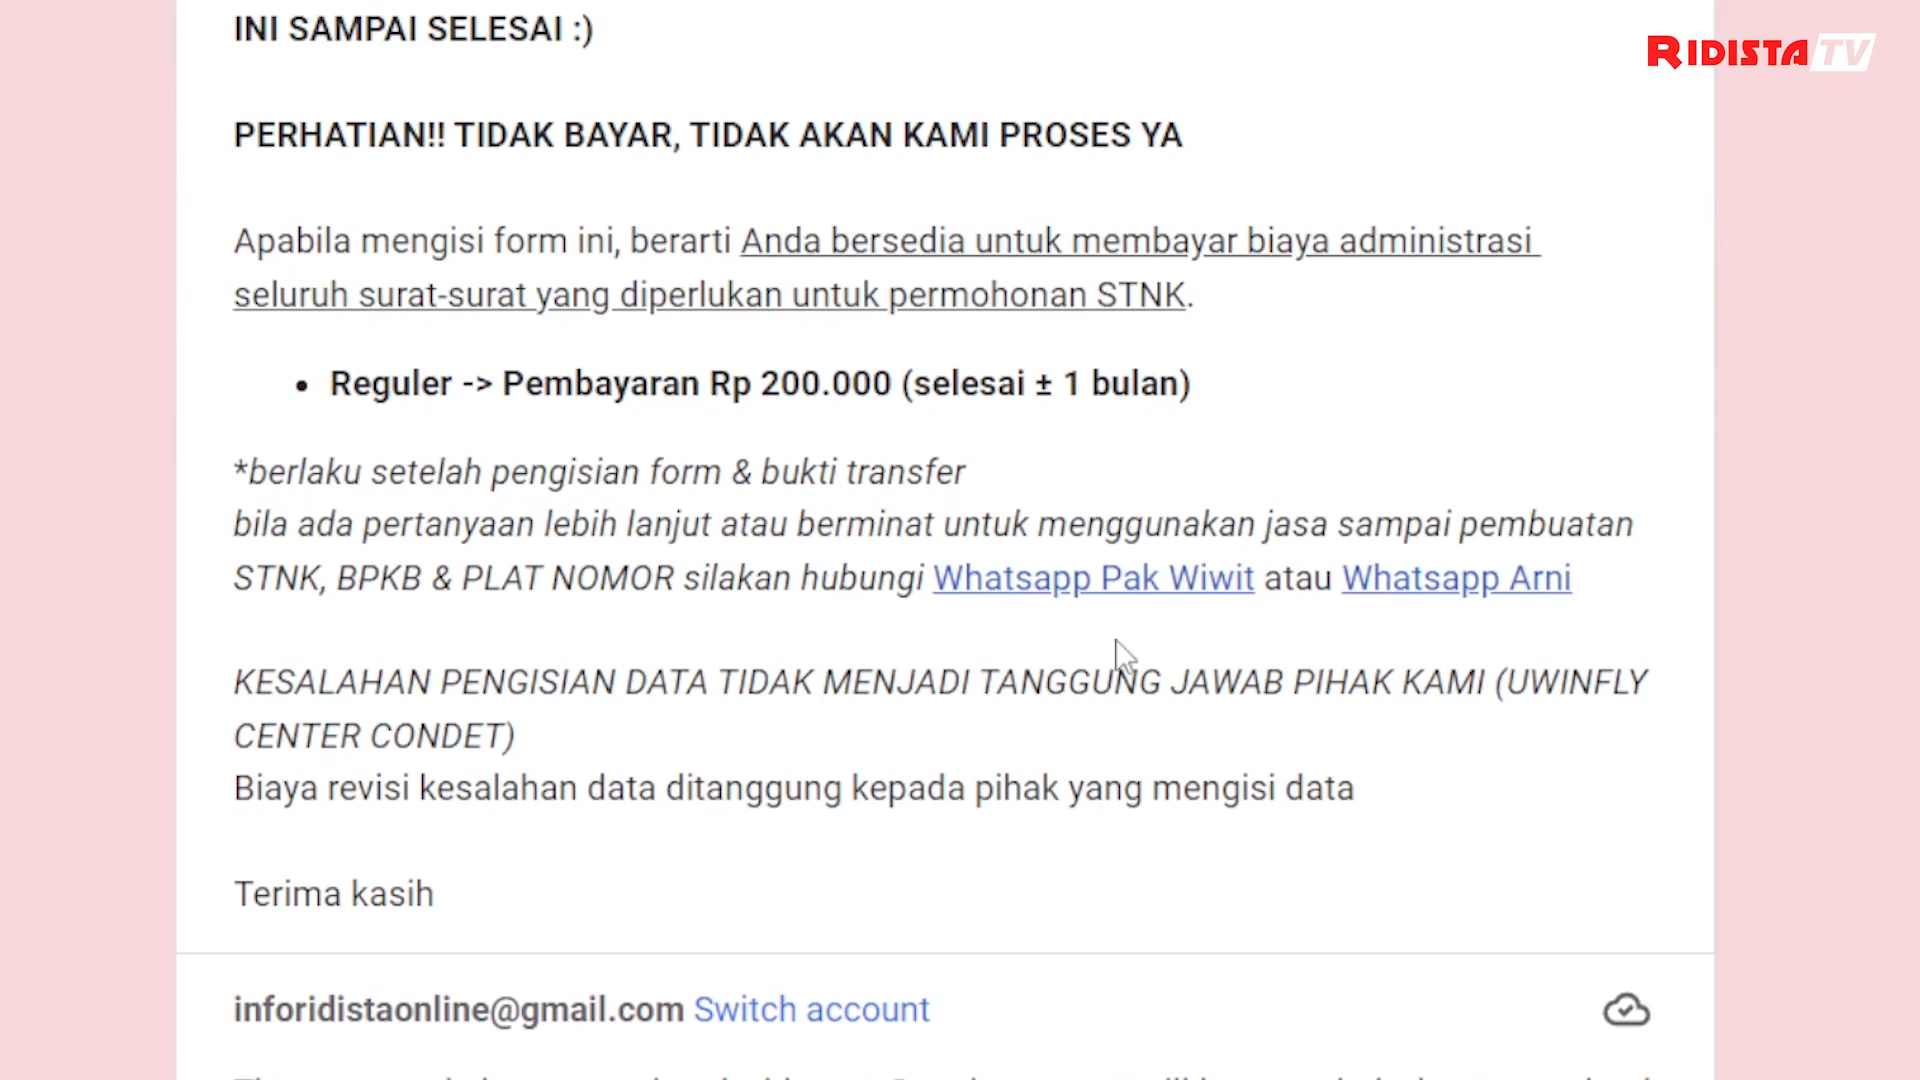 INI SAMPAI SELESAI :)
RIDISTA TV
PERHATIAN!! TIDAK BAYAR, TIDAK AKAN KAMI PROSES YA
Apabila mengisi form ini, berarti Anda bersedia untuk membayar biaya administrasi
seluruh surat-surat yang diperlukan untuk permohonan STNK.
• Reguler -> Pembayaran Rp 200.000 (selesai ± 1 bulan)
*berlaku setelah pengisian form & bukti transfer
bila ada pertanyaan lebih lanjut atau berminat untuk menggunakan jasa sampai pembuatan
STNK, BPKB & PLAT NOMOR silakan hubungi Whatsapp Pak Wiwit atau Whatsapp Arni
KESALAHAN PENGISIAN DATA TIDAK MENJADI TANGGUNG JAWAB PIHAK KAMI (UWINFLY
CENTER CONDET)
Biaya revisi kesalahan data ditanggung kepada pihak yang mengisi data
Terima kasih
inforidistaonline@gmail.com Switch account